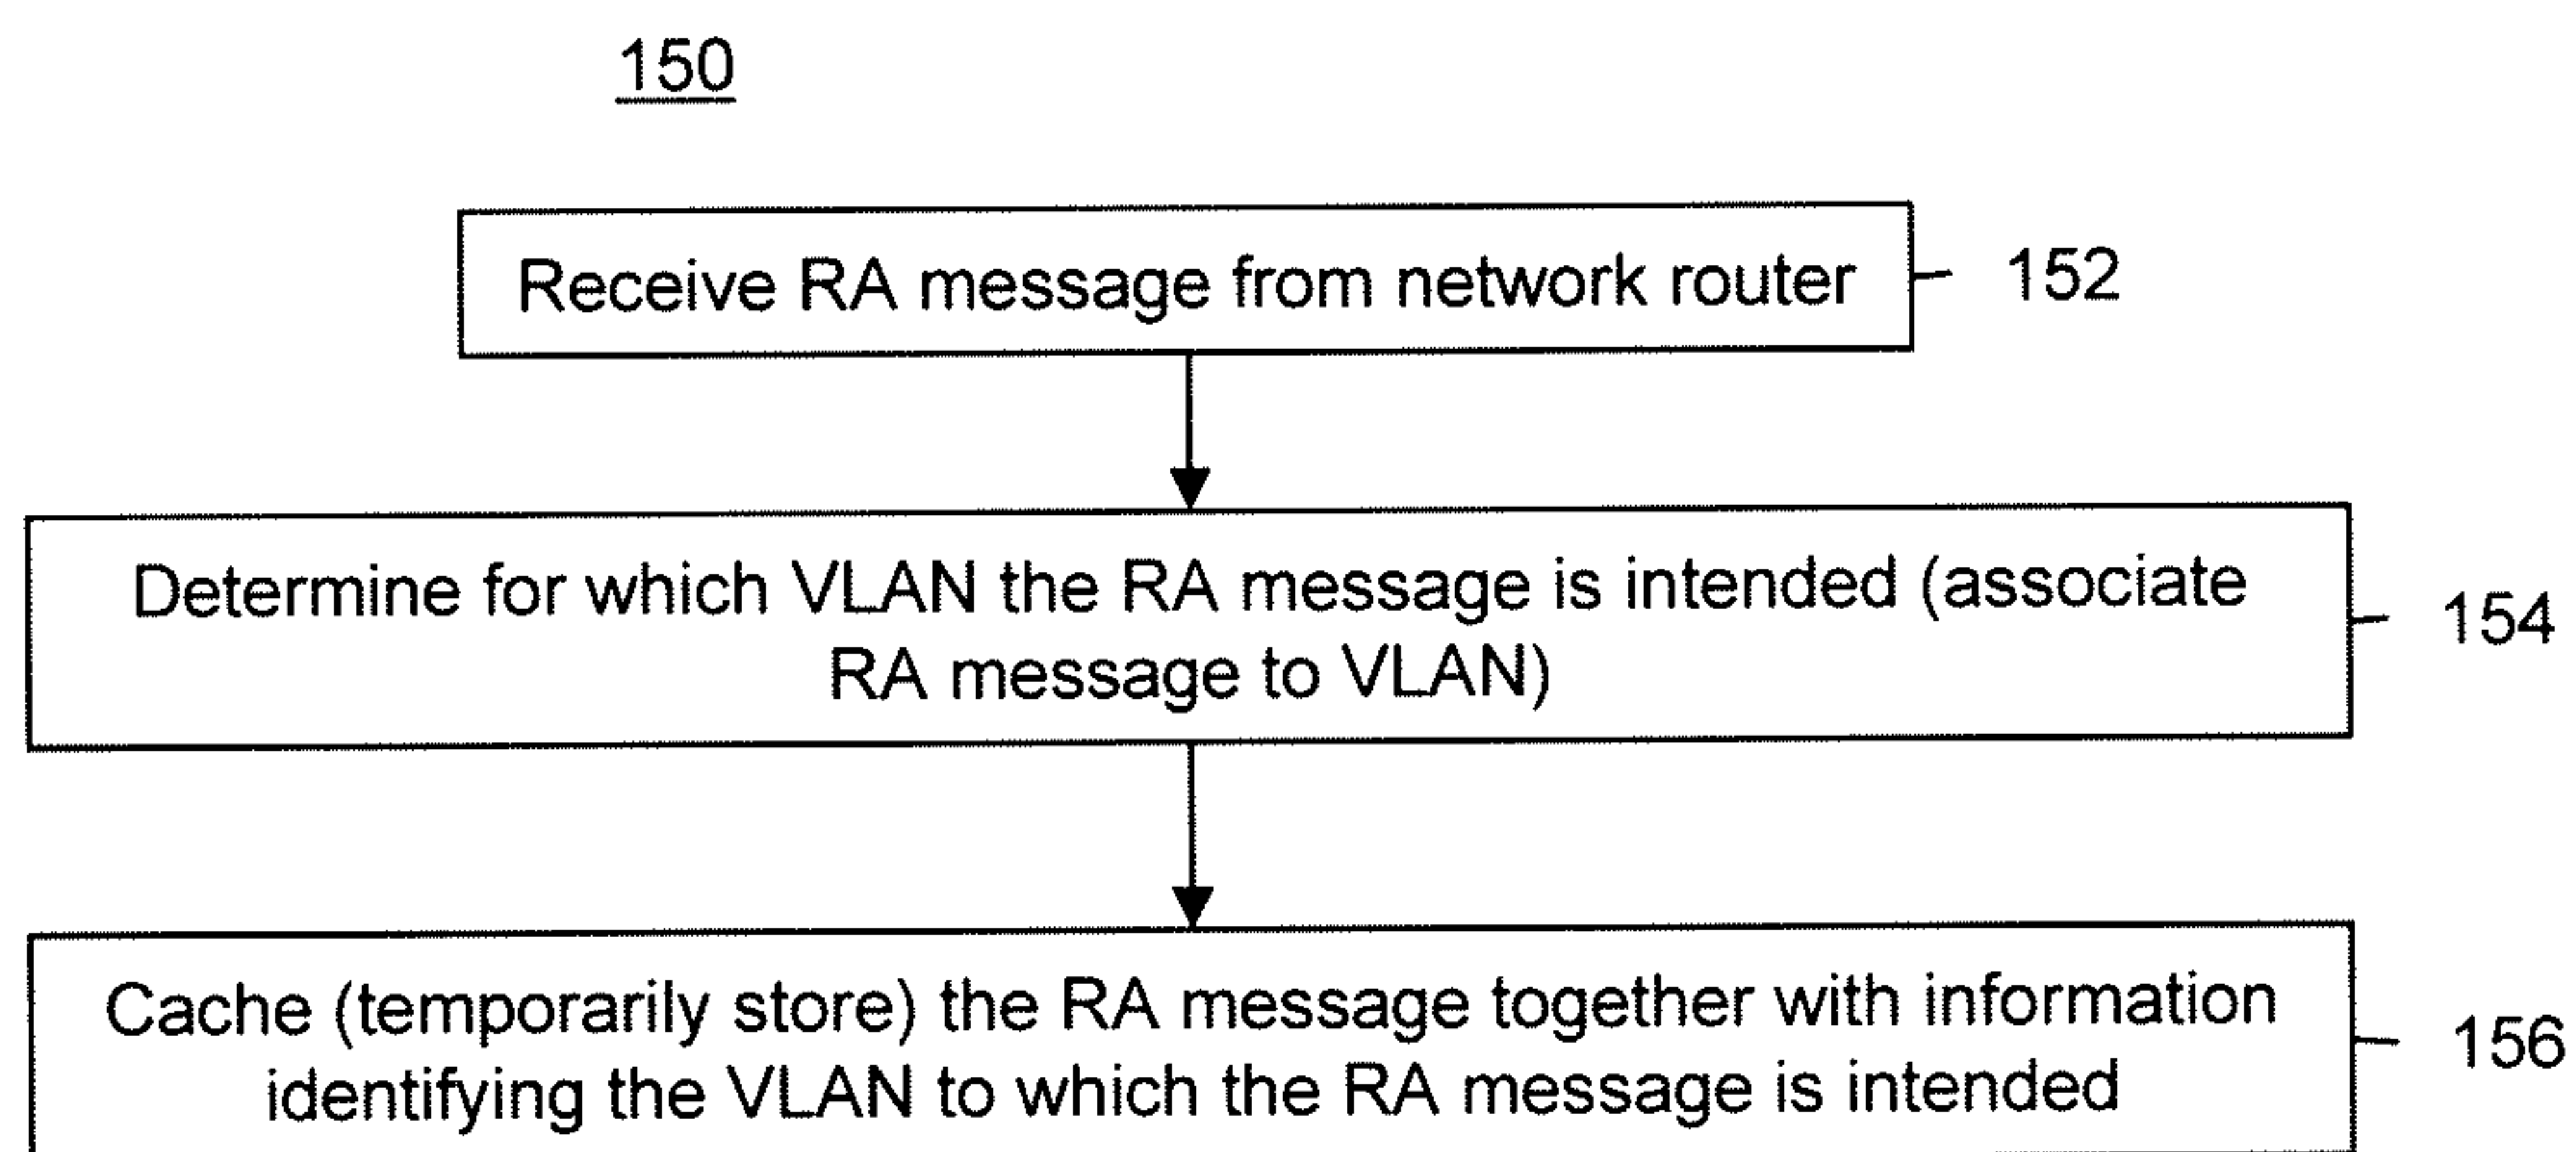 150
Receive RA message from network router
152
Determine for which VLAN the RA message is intended (associate
RA message to VLAN)
154
Cache (temporarily store) the RA message together with information
identifying the VLAN to which the RA message is intended
156